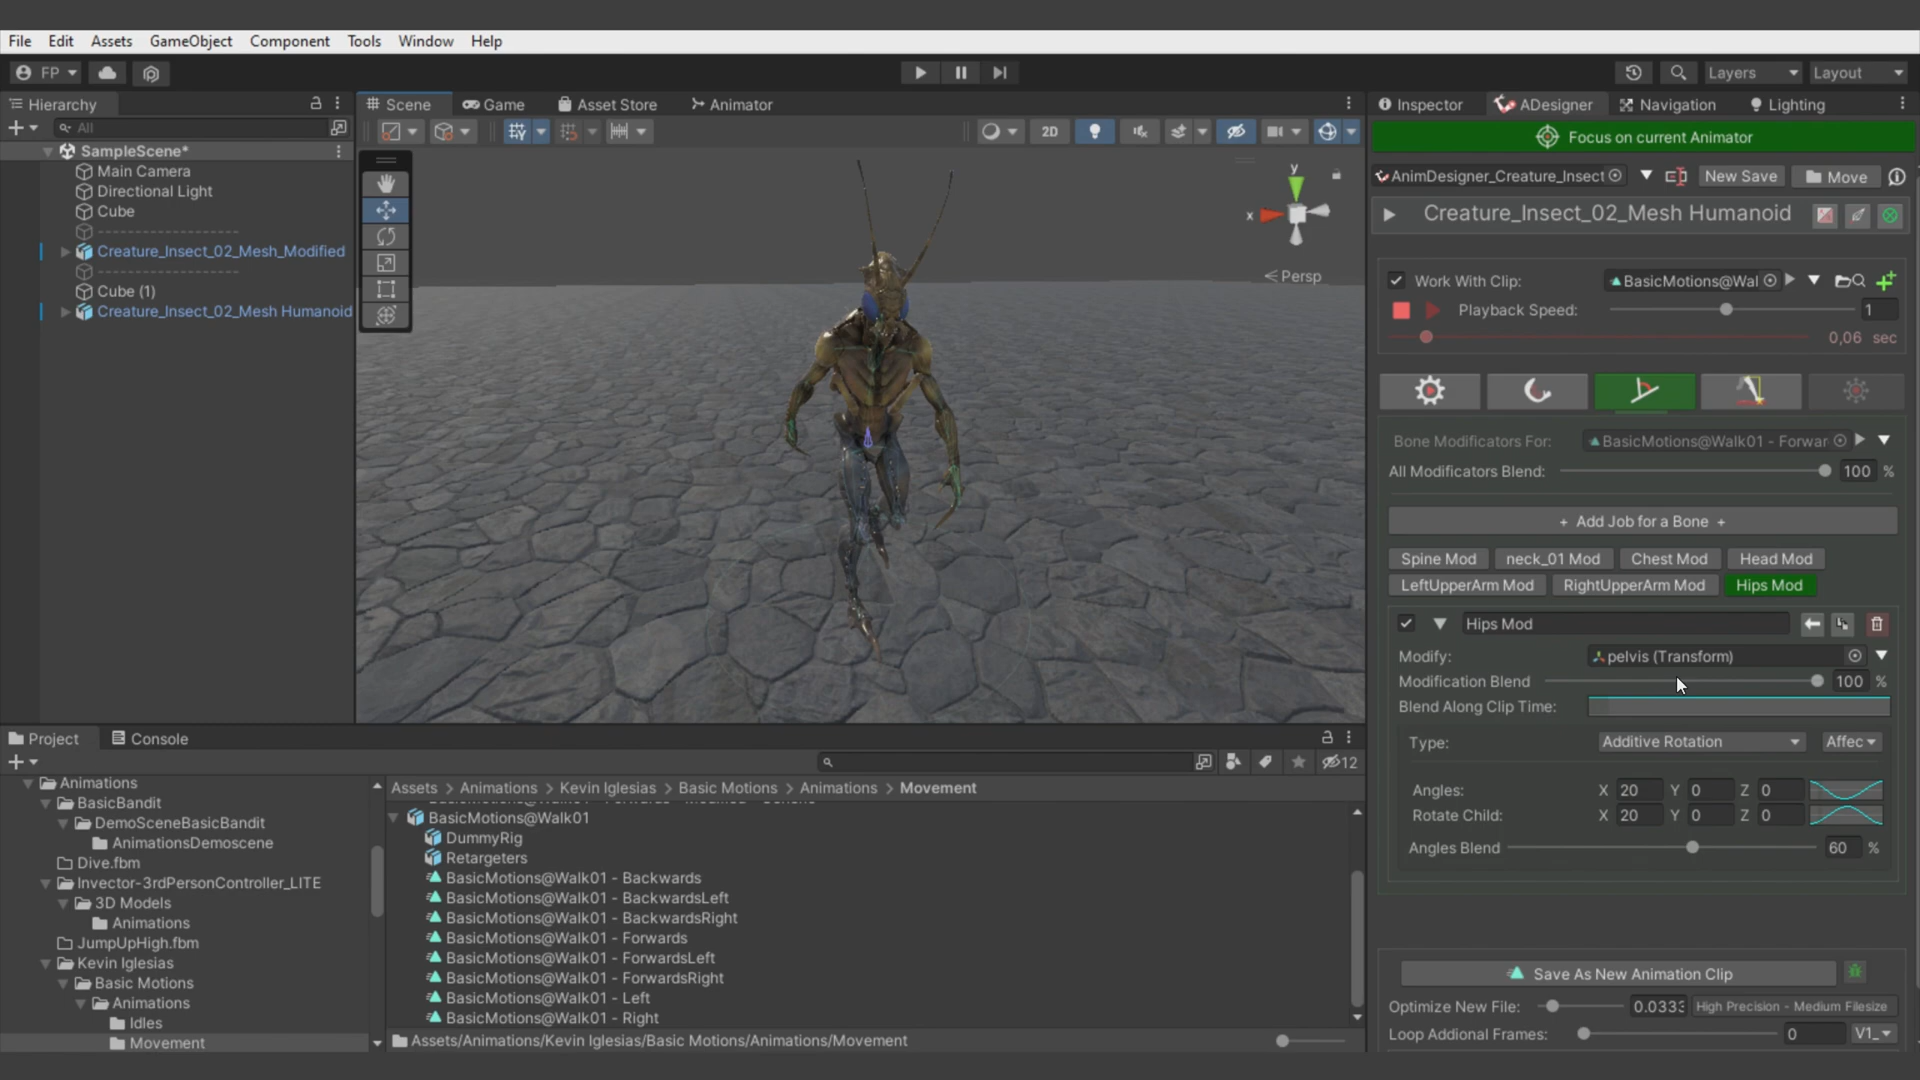 File Edit Assets GameObject Component Tools Window Help
FP Layers Layout
Hierarchy
All
SampleScene*
Main Camera
Directional Light
Cube
------------------
Creature_Insect_02_Mesh_Modified
------------------
Cube (1)
Creature_Insect_02_Mesh Humanoid
Scene Game Asset Store Animator
2D
y
x
Persp
Inspector ADesigner Navigation Lighting
Focus on current Animator
AnimDesigner_Creature_Insect New Save Move
Creature_Insect_02_Mesh Humanoid
Work With Clip: BasicMotions@Wal
Playback Speed: 1
0,06 sec
Bone Modificators For: BasicMotions@Walk01 - Forwar
All Modificators Blend: 100 %
+ Add Job for a Bone +
Spine Mod neck_01 Mod Chest Mod Head Mod
LeftUpperArm Mod RightUpperArm Mod Hips Mod
Hips Mod
Modify: pelvis (Transform)
Modification Blend 100 %
Blend Along Clip Time:
Type: Additive Rotation Affec
Angles: X 20 Y 0 Z 0
Rotate Child: X 20 Y 0 Z 0
Angles Blend 60 %
Save As New Animation Clip
Optimize New File: 0.0333 High Precision - Medium Filesize
Loop Addional Frames: 0 V1_
Project Console
12
Animations
BasicBandit
DemoSceneBasicBandit
AnimationsDemoscene
Dive.fbm
Invector-3rdPersonController_LITE
3D Models
Animations
JumpUpHigh.fbm
Kevin Iglesias
Basic Motions
Animations
Idles
Movement
Assets > Animations > Kevin Iglesias > Basic Motions > Animations > Movement
BasicMotions@Walk01
DummyRig
Retargeters
BasicMotions@Walk01 - Backwards
BasicMotions@Walk01 - BackwardsLeft
BasicMotions@Walk01 - BackwardsRight
BasicMotions@Walk01 - Forwards
BasicMotions@Walk01 - ForwardsLeft
BasicMotions@Walk01 - ForwardsRight
BasicMotions@Walk01 - Left
BasicMotions@Walk01 - Right
Assets/Animations/Kevin Iglesias/Basic Motions/Animations/Movement